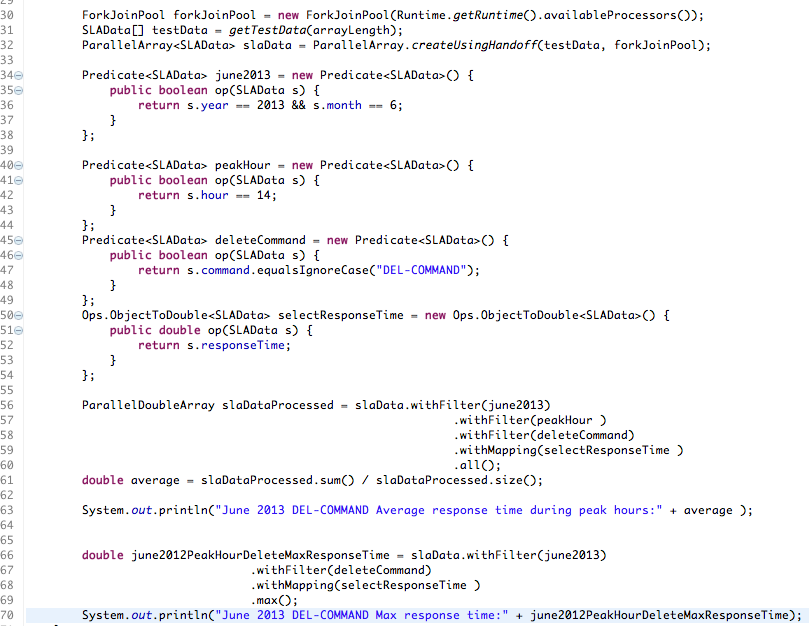 30 ForkJoinPool forkJoinPool = new ForkJoinPool(Runtime.getRuntime().availableProcessors());
31 SLAData[] testData = getTestData(arrayLength);
32 ParallelArray<SLAData> slaData = ParallelArray.createUsingHandoff(testData, forkJoinPool);
33
34 Predicate<SLAData> june2013 = new Predicate<SLAData>() {
35 public boolean op(SLAData s) {
36 return s.year == 2013 && s.month == 6;
37 }
38 };
39
40 Predicate<SLAData> peakHour = new Predicate<SLAData>() {
41 public boolean op(SLAData s) {
42 return s.hour == 14;
43 }
44 };
45 Predicate<SLAData> deleteCommand = new Predicate<SLAData>() {
46 public boolean op(SLAData s) {
47 return s.command.equalsIgnoreCase("DEL-COMMAND");
48 }
49 };
50 Ops.ObjectToDouble<SLAData> selectResponseTime = new Ops.ObjectToDouble<SLAData>() {
51 public double op(SLAData s) {
52 return s.responseTime;
53 }
54 };
55
56 ParallelDoubleArray slaDataProcessed = slaData.withFilter(june2013)
57 .withFilter(peakHour )
58 .withFilter(deleteCommand)
59 .withMapping(selectResponseTime )
60 .all();
61 double average = slaDataProcessed.sum() / slaDataProcessed.size();
62
63 System.out.println("June 2013 DEL-COMMAND Average response time during peak hours:" + average );
64
65
66 double june2012PeakHourDeleteMaxResponseTime = slaData.withFilter(june2013)
67 .withFilter(deleteCommand)
68 .withMapping(selectResponseTime )
69 .max();
70 System.out.println("June 2013 DEL-COMMAND Max response time:" + june2012PeakHourDeleteMaxResponseTime);